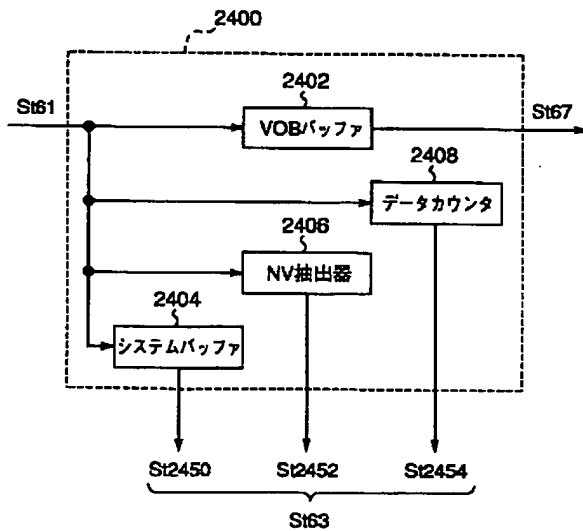 2400
St61
2402
St67
VOBバッファ
2408
データカウンタ
2406
NV抽出器
2404
システムバッファ
St2450
St2452
St2454
St63